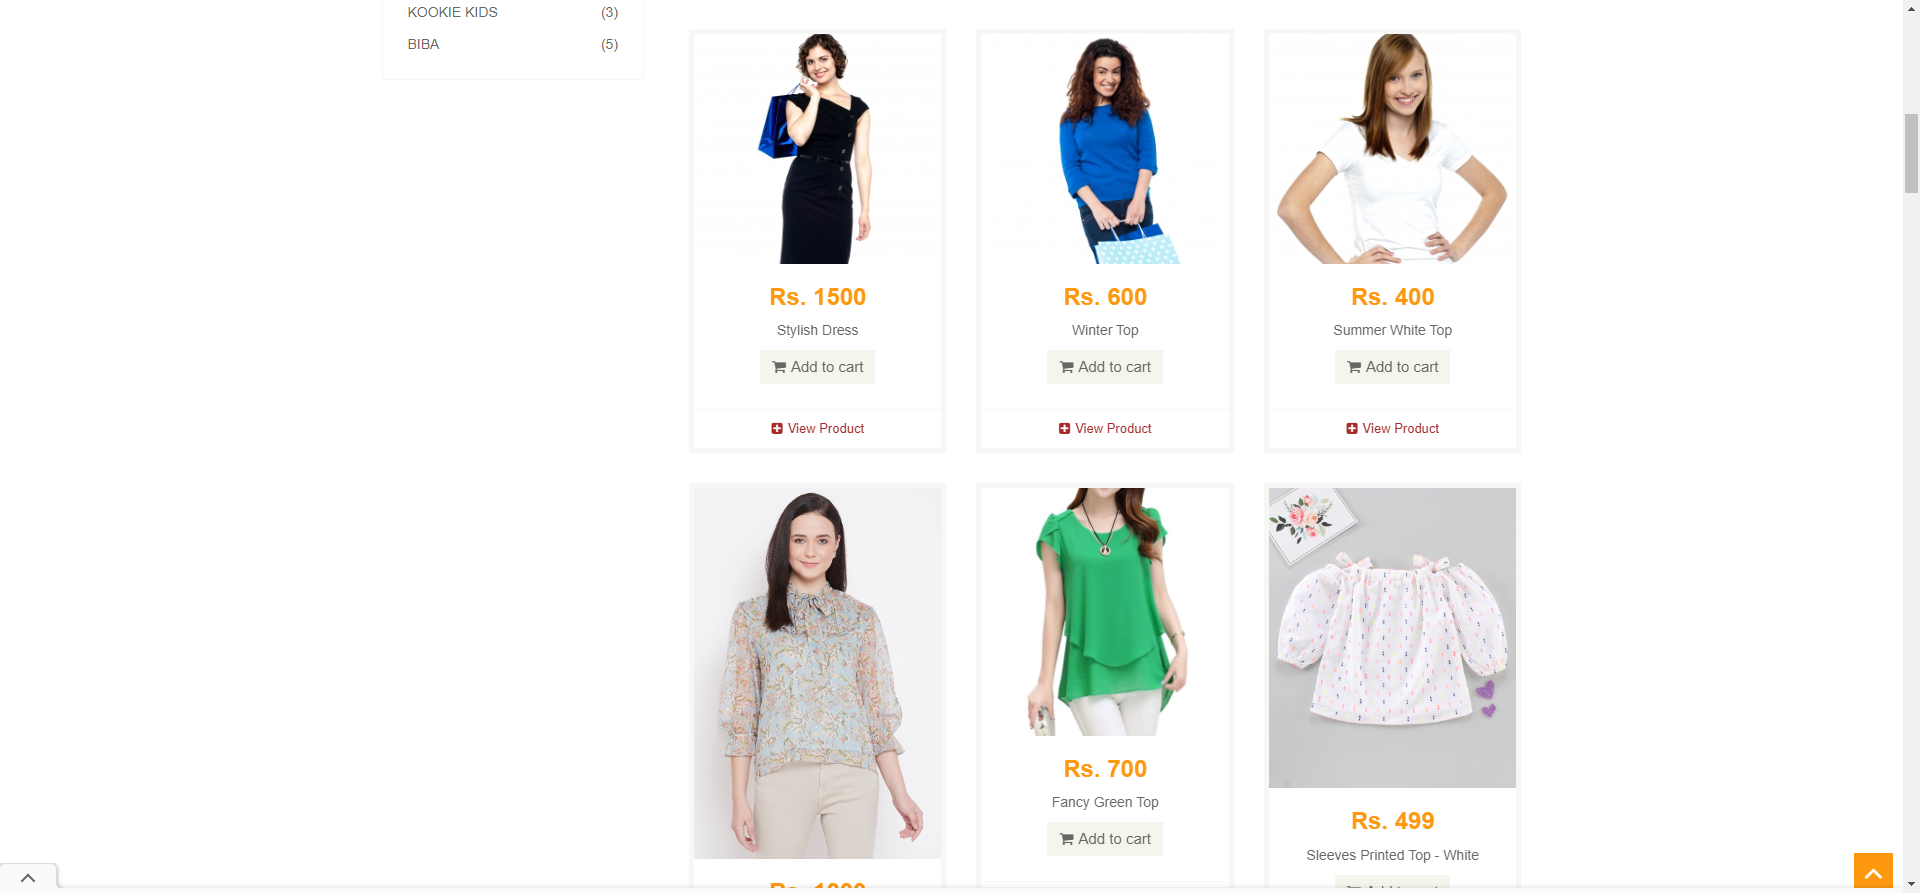 KOOKIE KIDS (3)
BIBA (5)
Rs. 1500
Stylish Dress
Add to cart
View Product
Rs. 600
Winter Top
Add to cart
View Product
Rs. 400
Summer White Top
Add to cart
View Product
Rs. 700
Fancy Green Top
Add to cart
Rs. 499
Sleeves Printed Top - White